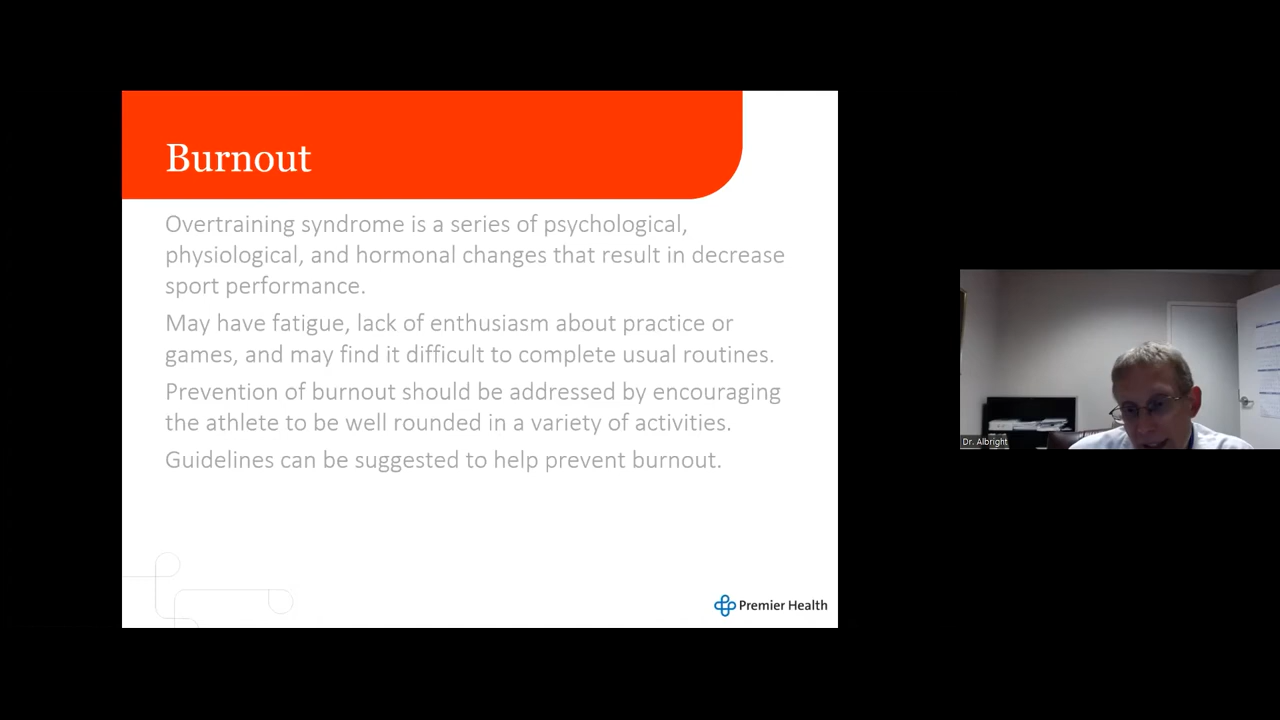 Burnout
Overtraining syndrome is a series of psychological,
physiological, and hormonal changes that result in decrease
sport performance.
May have fatigue, lack of enthusiasm about practice or
games, and may find it difficult to complete usual routines.
Prevention of burnout should be addressed by encouraging
the athlete to be well rounded in a variety of activities.
Guidelines can be suggested to help prevent burnout.
Premier Health
Dr. Albright